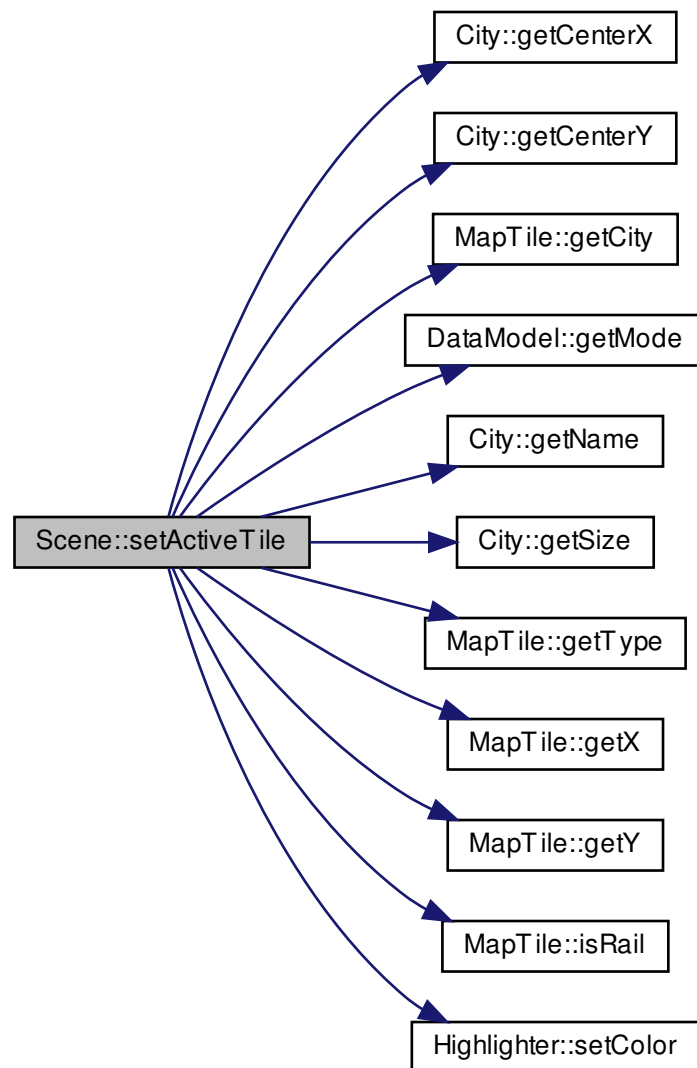 City::getCenterX
City::getCenterY
MapTile::getCity
DataModel::getMode
City::getName
Scene::setActiveTile
City::getSize
MapTile::getType
MapTile::getX
MapTile::getY
MapTile::isRail
Highlighter::setColor